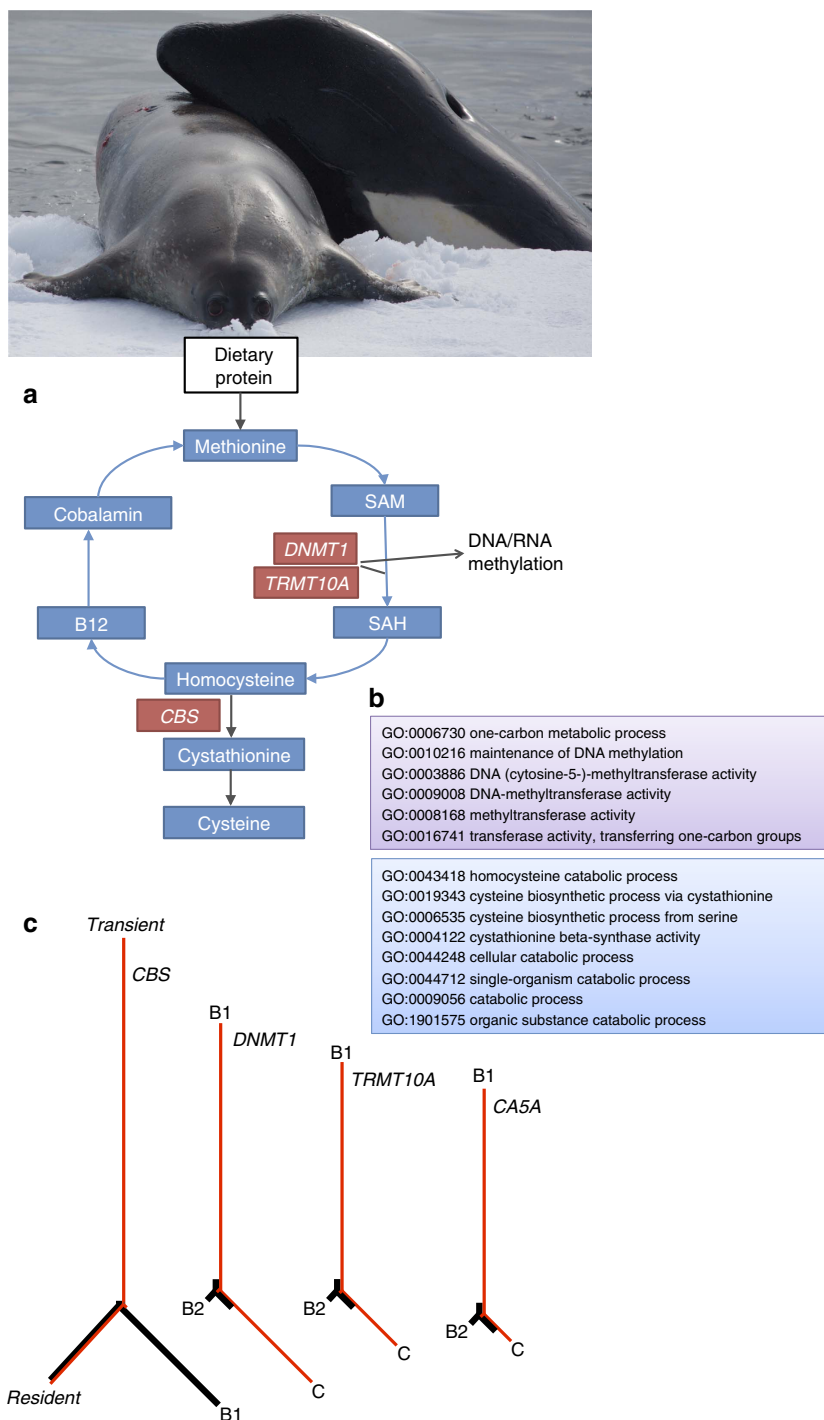 Dietary
protein
a
Methionine
Cobalamin
SAM
DNMT1
DNA/RNA
methylation
TRMT10A
B12
SAH
Homocysteine
CBS
Cystathionine
Cysteine
b
GO:0006730 one-carbon metabolic process
GO:0010216 maintenance of DNA methylation
GO:0003886 DNA (cytosine-5-)-methyltransferase activity
GO:0009008 DNA-methyltransferase activity
GO:0008168 methyltransferase activity
GO:0016741 transferase activity, transferring one-carbon groups
GO:0043418 homocysteine catabolic process
GO:0019343 cysteine biosynthetic process via cystathionine
GO:0006535 cysteine biosynthetic process from serine
GO:0004122 cystathionine beta-synthase activity
GO:0044248 cellular catabolic process
GO:0044712 single-organism catabolic process
GO:0009056 catabolic process
GO:1901575 organic substance catabolic process
c
Transient
CBS
Resident
B1
B1
DNMT1
B2
C
B1
TRMT10A
B2
C
B1
CA5A
B2
C